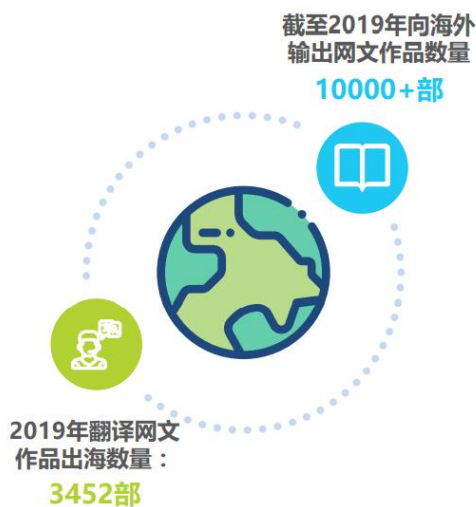 截至2019年向海外
输出网文作品数量
10000+部
2019年翻译网文
作品出海数量：
3452部